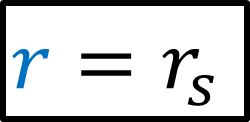 r = rₛ